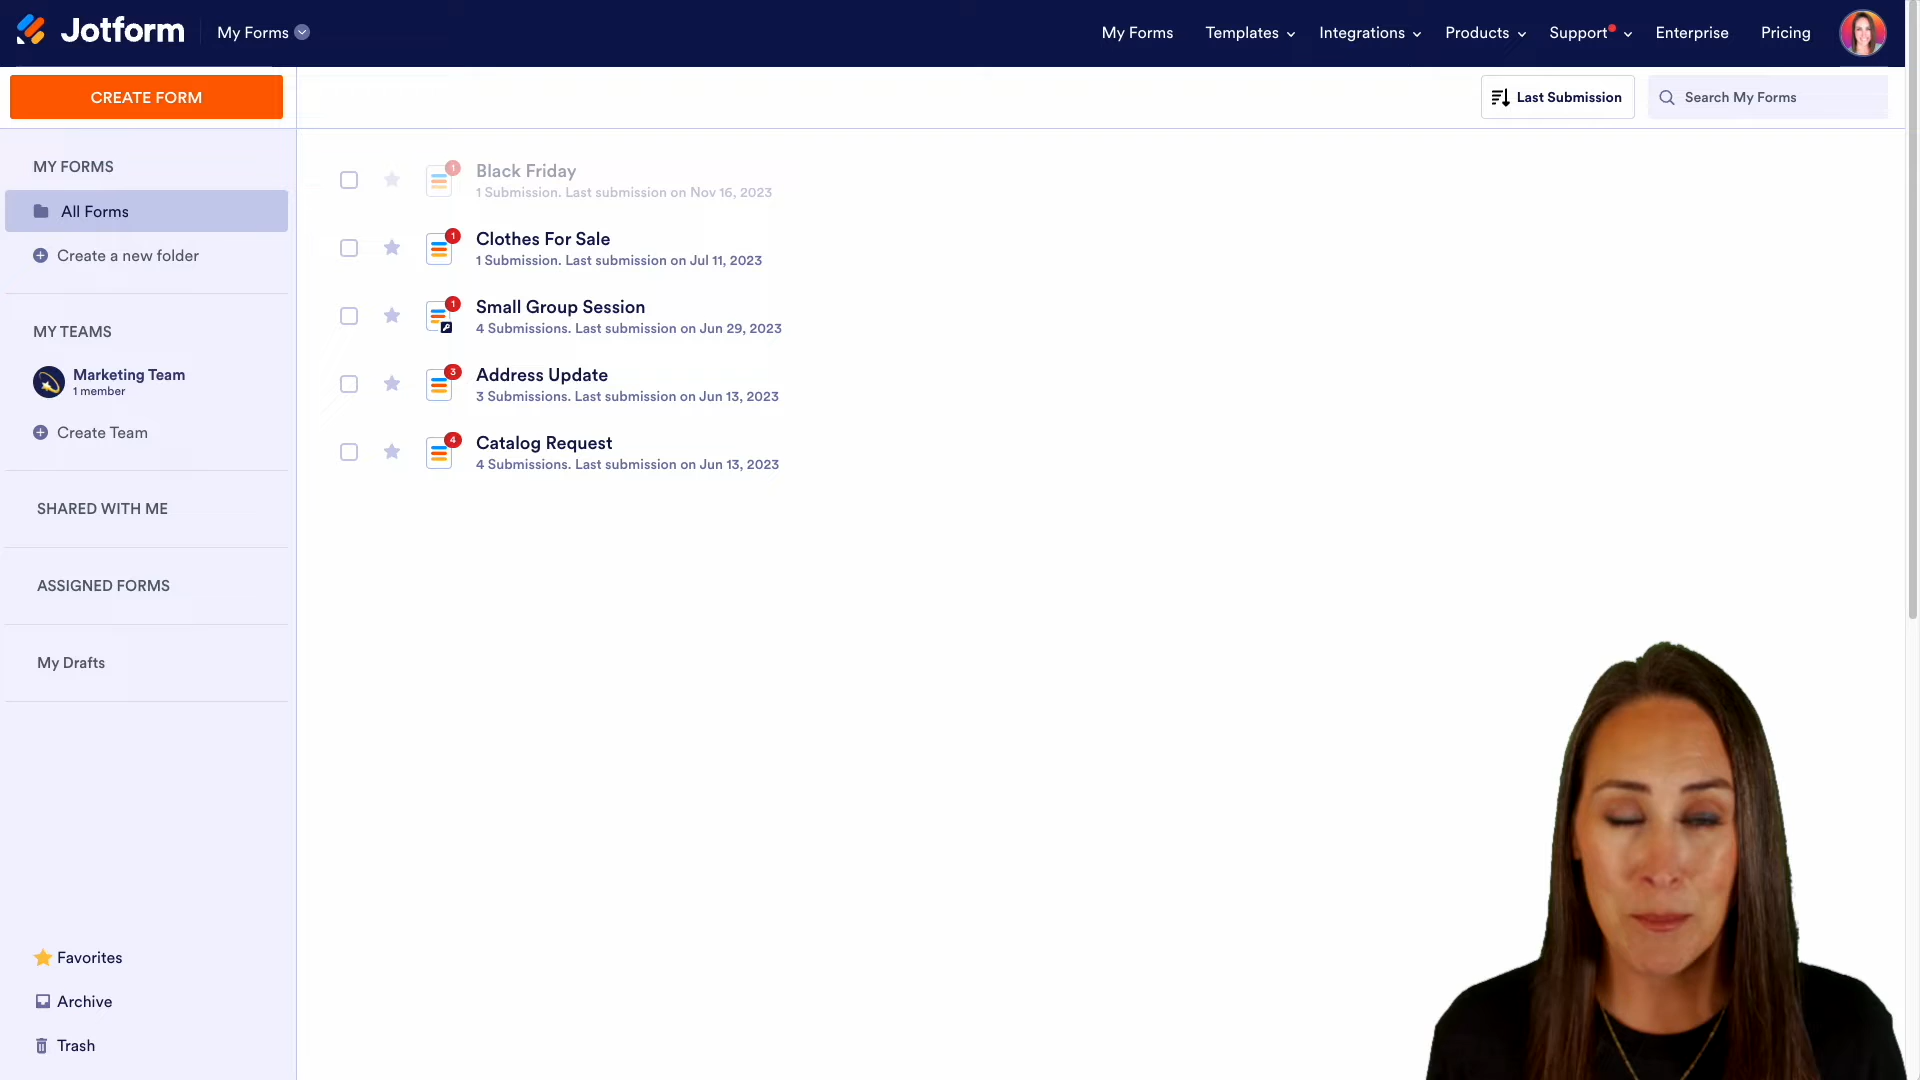 Jotform
My Forms
My Forms
Templates
Integrations
Products
Support
Enterprise
Pricing
CREATE FORM
Last Submission
Search My Forms
MY FORMS
All Forms
Create a new folder
MY TEAMS
Marketing Team
1 member
Create Team
SHARED WITH ME
ASSIGNED FORMS
My Drafts
Favorites
Archive
Trash
1
Black Friday
1 Submission. Last submission on Nov 16, 2023
1
Clothes For Sale
1 Submission. Last submission on Jul 11, 2023
1
Small Group Session
4 Submissions. Last submission on Jun 29, 2023
3
Address Update
3 Submissions. Last submission on Jun 13, 2023
4
Catalog Request
4 Submissions. Last submission on Jun 13, 2023